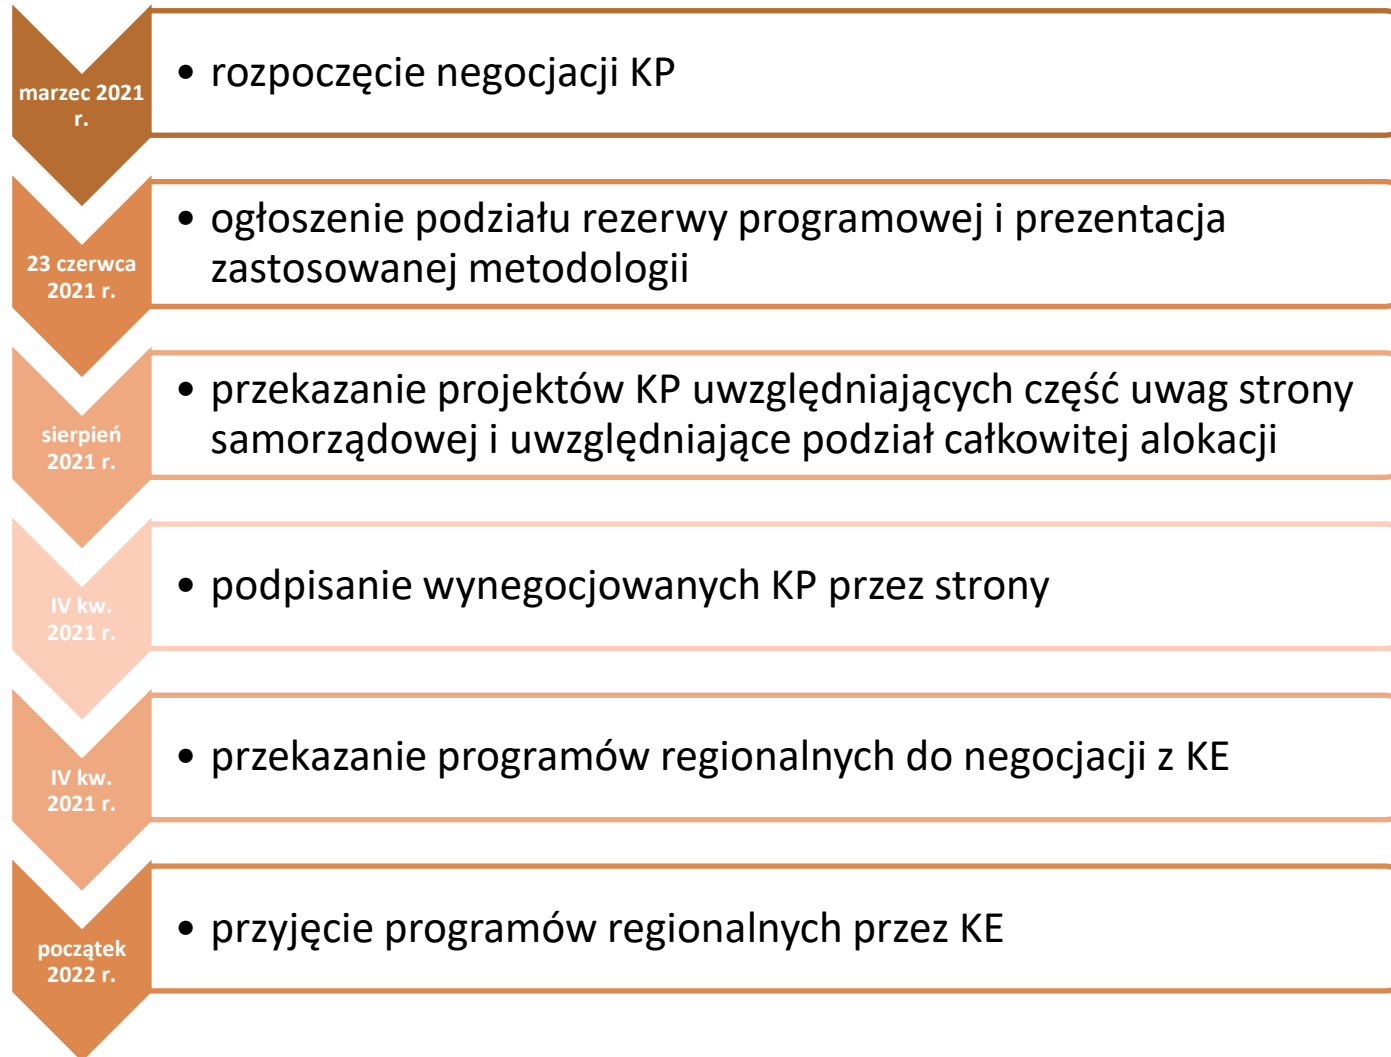 marzec 2021
r.
• rozpoczęcie negocjacji KP
23 czerwca
2021 r.
• ogłoszenie podziału rezerwy programowej i prezentacja
zastosowanej metodologii
sierpień
2021 r.
• przekazanie projektów KP uwzględniających część uwag strony
samorządowej i uwzględniające podział całkowitej alokacji
IV kw.
2021 r.
• podpisanie wynegocjowanych KP przez strony
IV kw.
2021 r.
• przekazanie programów regionalnych do negocjacji z KE
początek
2022 r.
• przyjęcie programów regionalnych przez KE